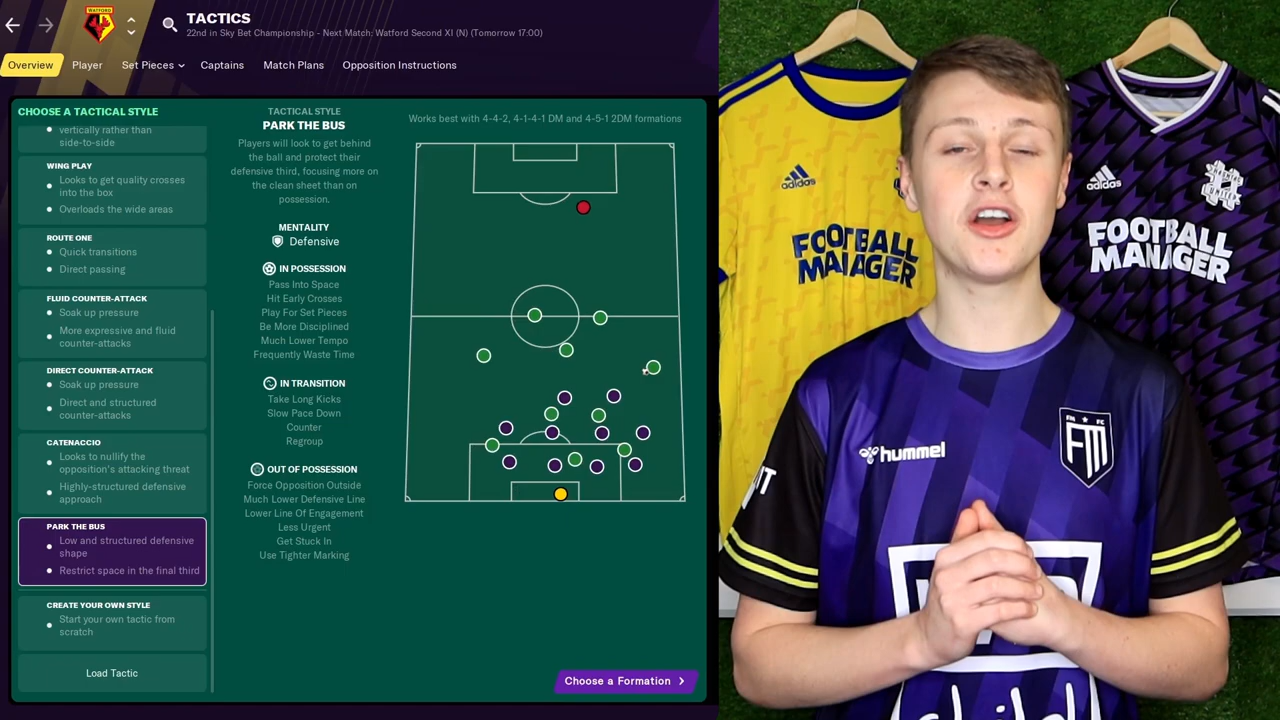 TACTICS
22nd in Sky Bet Championship - Next Match: Watford Second XI (N) (Tomorrow 17:00)
WATFORD
Overview
Player
Set Pieces
Captains
Match Plans
Opposition Instructions
CHOOSE A TACTICAL STYLE
vertically rather than
side-to-side
WING PLAY
Looks to get quality crosses
into the box
Overloads the wide areas
ROUTE ONE
Quick transitions
Direct passing
FLUID COUNTER-ATTACK
Soak up pressure
More expressive and fluid
counter-attacks
DIRECT COUNTER-ATTACK
Soak up pressure
Direct and structured
counter-attacks
CATENACCIO
Looks to nullify the
opposition's attacking threat
Highly-structured defensive
approach
PARK THE BUS
Low and structured defensive
shape
Restrict space in the final third
CREATE YOUR OWN STYLE
Start your own tactic from
scratch
Load Tactic
TACTICAL STYLE
PARK THE BUS
Players will look to get behind
the ball and protect their
defensive third, focusing more on
the clean sheet than on
possession.
MENTALITY
Defensive
IN POSSESSION
Pass Into Space
Hit Early Crosses
Play For Set Pieces
Be More Disciplined
Much Lower Tempo
Frequently Waste Time
IN TRANSITION
Take Long Kicks
Slow Pace Down
Counter
Regroup
OUT OF POSSESSION
Force Opposition Outside
Much Lower Defensive Line
Lower Line Of Engagement
Less Urgent
Get Stuck In
Use Tighter Marking
Works best with 4-4-2, 4-1-4-1 DM and 4-5-1 2DM formations
Choose a Formation
adidas
FOOTBALL
MANAGER
adidas
FOOTBALL
MANAGER
hummel
FM